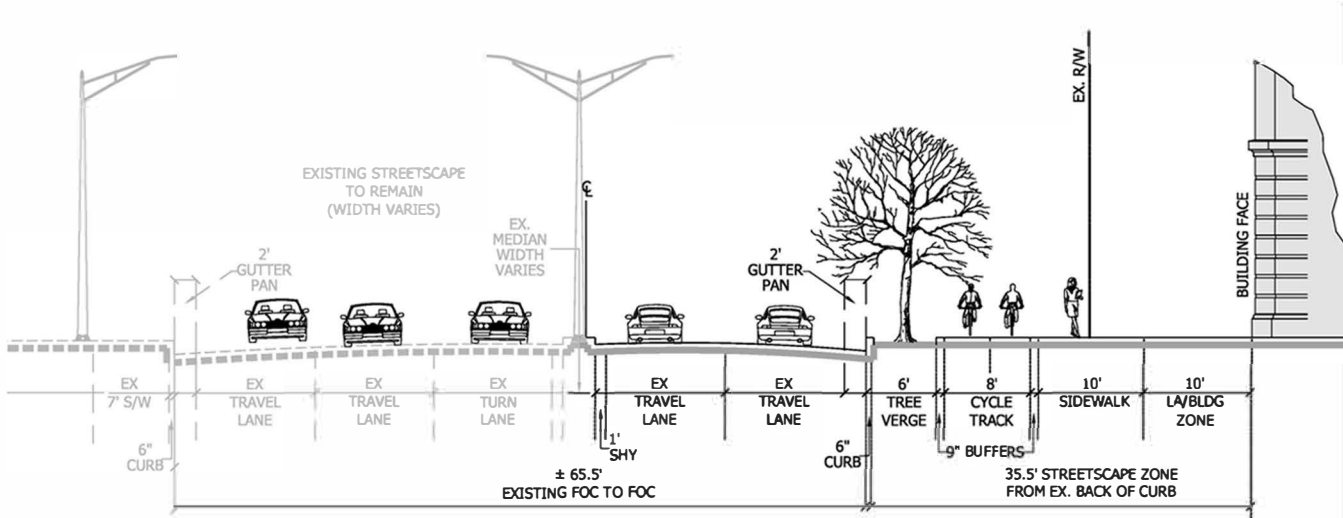 EXISTING STREETSCAPE
TO REMAIN
(WIDTH VARIES)
2'
GUTTER
PAN
EX.
MEDIAN
WIDTH
VARIES
℄
2'
GUTTER
PAN
EX. R/W
BUILDING FACE
EX
7' S/W
EX
TRAVEL
LANE
EX
TRAVEL
LANE
EX
TURN
LANE
EX
TRAVEL
LANE
EX
TRAVEL
LANE
6'
TREE
VERGE
8'
CYCLE
TRACK
10'
SIDEWALK
10'
LA/BLDG
ZONE
6"
CURB
1'
SHY
6"
CURB
9" BUFFERS
± 65.5'
EXISTING FOC TO FOC
35.5' STREETSCAPE ZONE
FROM EX. BACK OF CURB